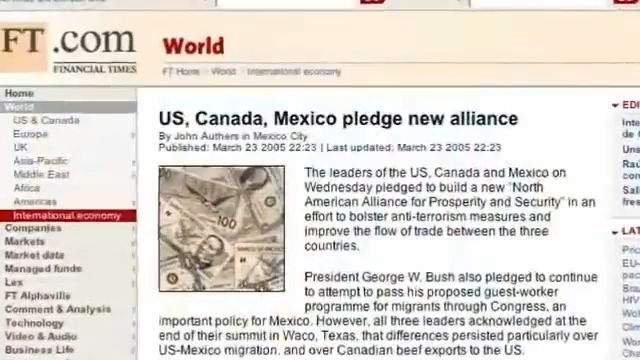 FT.com
FINANCIAL TIMES
World
FT Home World International economy
Home
World
US & Canada
Europe
UK
Asia-Pacific
Middle East
Africa
Americas
International economy
Companies
Markets
Market data
Managed funds
Lex
FT Alphaville
Comment & Analysis
Technology
Video & Audio
Business Life
US, Canada, Mexico pledge new alliance
By John Authers in Mexico City
Published: March 23 2005 22:23 | Last updated: March 23 2005 22:23
100
The leaders of the US, Canada and Mexico on
Wednesday pledged to build a new "North
American Alliance for Prosperity and Security" in an
effort to bolster anti-terrorism measures and
improve the flow of trade between the three
countries.
President George W. Bush also pledged to continue
to attempt to pass his proposed guest-worker
programme for migrants through Congress, an
important policy for Mexico. However, all three leaders acknowledged at the
end of their summit in Waco, Texas, that differences persisted particularly over
US-Mexico migration, and over Canadian beef exports to the US.